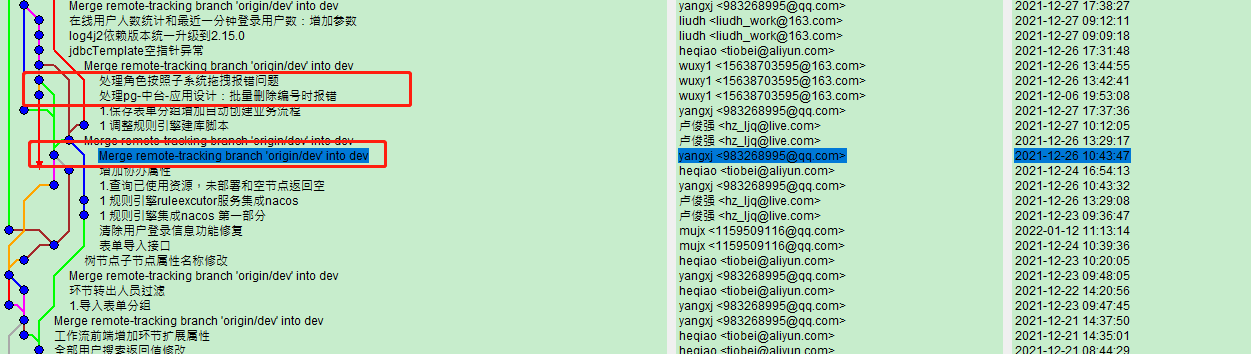 Merge remote-tracking branch 'origin/dev' into dev yangxj <983268995@qq.com> 2021-12-27 17:38:27
在线用户人数统计和最近一分钟登录用户数：增加参数 liudh <liudh_work@163.com> 2021-12-27 09:12:11
log4j2依赖版本统一升级到2.15.0 liudh <liudh_work@163.com> 2021-12-27 09:09:18
jdbcTemplate空指针异常 heqiao <tiobei@aliyun.com> 2021-12-26 17:31:48
Merge remote-tracking branch 'origin/dev' into dev wuxy1 <15638703595@163.com> 2021-12-26 13:44:55
处理角色按照子系统拖拽报错问题 wuxy1 <15638703595@163.com> 2021-12-26 13:42:41
处理pg-中台-应用设计：批量删除编号时报错 wuxy1 <15638703595@163.com> 2021-12-06 19:53:08
1.保存表单分组增加自动创建业务流程 yangxj <983268995@qq.com> 2021-12-27 17:37:36
1 调整规则引擎建库脚本 卢俊强 <hz_ljq@live.com> 2021-12-27 10:12:05
Merge remote-tracking branch 'origin/dev' into dev 卢俊强 <hz_ljq@live.com> 2021-12-26 13:29:17
Merge remote-tracking branch 'origin/dev' into dev yangxj <983268995@qq.com> 2021-12-26 10:43:47
增加协办属性 heqiao <tiobei@aliyun.com> 2021-12-24 16:54:13
1.查询已使用资源，未部署和空节点返回空 yangxj <983268995@qq.com> 2021-12-26 10:43:32
1 规则引擎ruleexcutor服务集成nacos 卢俊强 <hz_ljq@live.com> 2021-12-26 13:29:08
1 规则引擎集成nacos 第一部分 卢俊强 <hz_ljq@live.com> 2021-12-23 09:36:47
清除用户登录信息功能修复 mujx <1159509116@qq.com> 2022-01-12 11:13:14
表单导入接口 mujx <1159509116@qq.com> 2021-12-24 10:39:36
树节点子节点属性名称修改 heqiao <tiobei@aliyun.com> 2021-12-23 10:20:05
Merge remote-tracking branch 'origin/dev' into dev yangxj <983268995@qq.com> 2021-12-23 09:48:05
环节转出人员过滤 heqiao <tiobei@aliyun.com> 2021-12-22 14:20:56
1.导入表单分组 yangxj <983268995@qq.com> 2021-12-23 09:47:45
Merge remote-tracking branch 'origin/dev' into dev heqiao <tiobei@aliyun.com> 2021-12-21 14:37:50
工作流前端增加环节扩展属性 heqiao <tiobei@aliyun.com> 2021-12-21 14:35:01
全部用户搜索返回值修改 heqiao <tiobei@aliyun.com> 2021-12-21 08:44:29